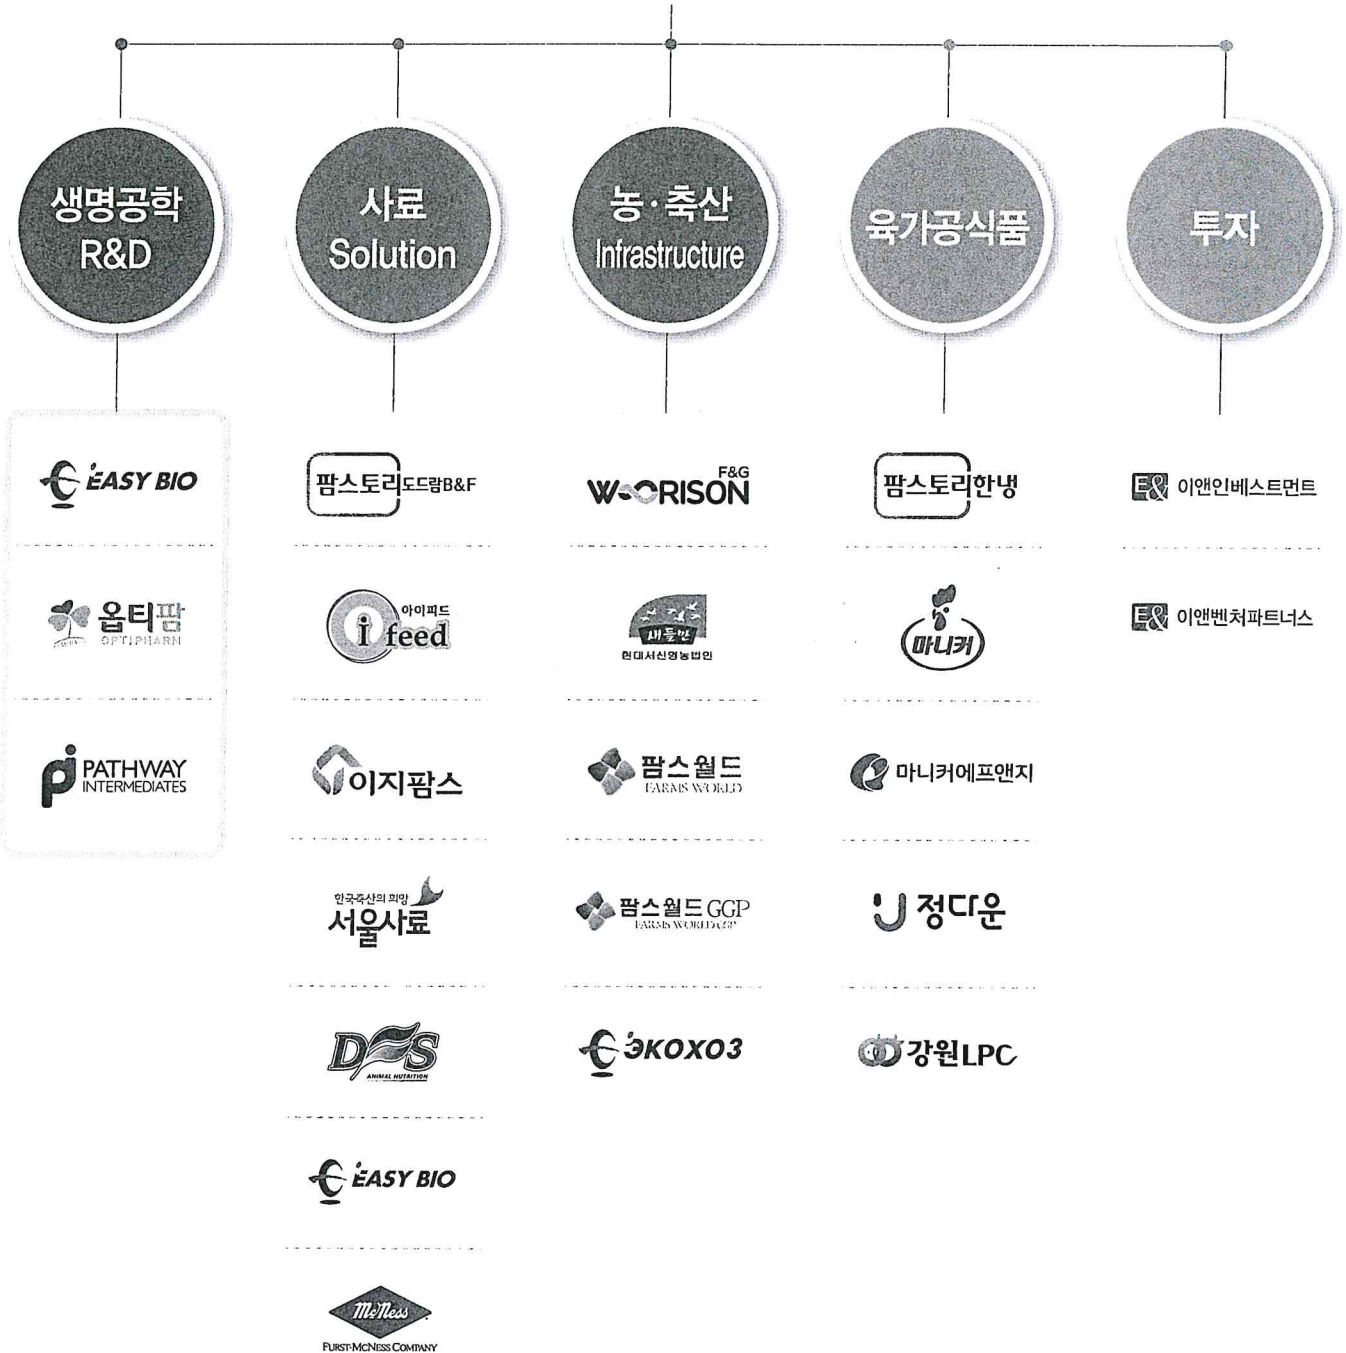 생명공학
R&D
사료
Solution
농·축산
Infrastructure
육가공식품
투자
EASY BIO
옵티팜
OPTIPHARM
pi PATHWAY
INTERMEDIATES
팜스토리도드람B&F
아이피드
i feed
이지팜스
한국축산의 희망
서울사료
DFS
ANIMAL NUTRITION
EASY BIO
McNess
FURST-MCNESS COMPANY
F&G
WOORISON
새들만
현대서산영농법인
팜스월드
FARMS WORLD
팜스월드 GGP
FARMS WORLD GGP
ЭКОХОЗ
팜스토리한냉
마니커
마니커에프앤지
정다운
강원LPC
E& 이앤인베스트먼트
E& 이앤벤처파트너스